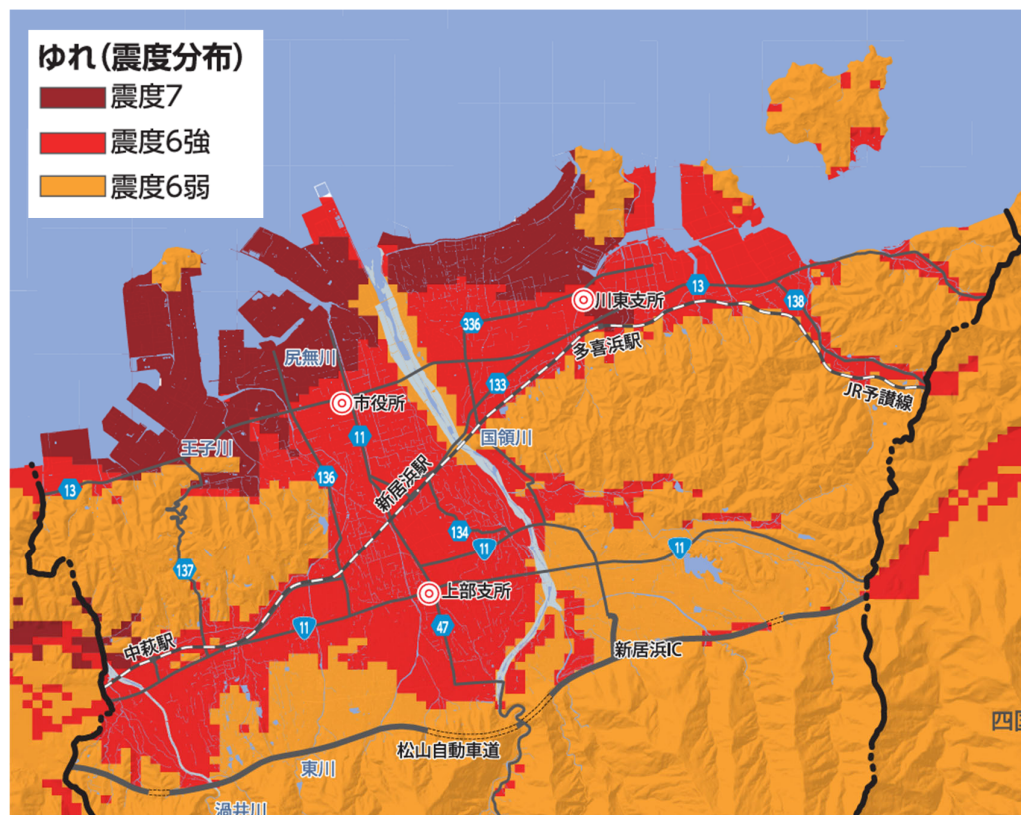 ゆれ（震度分布）
震度7
震度6強
震度6弱
川東支所
13
138
336
多喜浜駅
尻無川
133
JR予讃線
市役所
11
国領川
王子川
136
新居浜駅
13
134
11
11
137
上部支所
11
47
中萩駅
新居浜IC
四国
松山自動車道
東川
渦井川